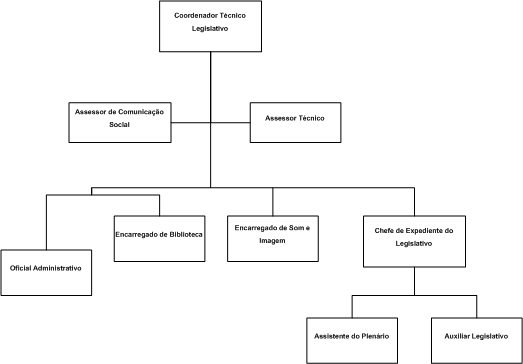 Coordenador Técnico
Legislativo
Assessor de Comunicação
Social
Assessor Técnico
Oficial Administrativo
Encarregado de Biblioteca
Encarregado de Som e
Imagem
Chefe de Expediente do
Legislativo
Assistente do Plenário
Auxiliar Legislativo